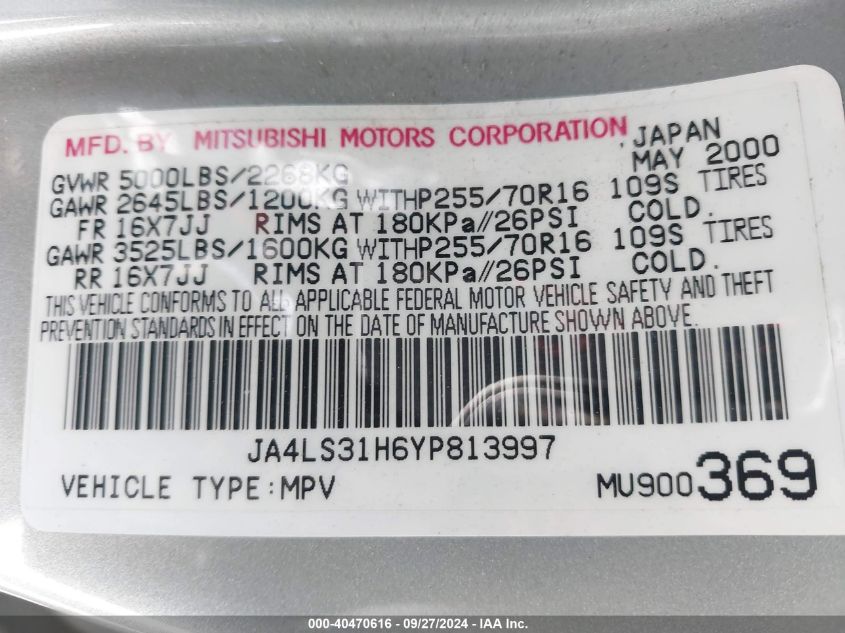 MFD. BY MITSUBISHI MOTORS CORPORATION, JAPAN
GVWR 5000LBS/2268KG MAY 2000
GAWR 2645LBS/1200KG WITHP255/70R16 109S TIRES
FR 16X7JJ RIMS AT 180KPa//26PSI COLD.
GAWR 3525LBS/1600KG WITHP255/70R16 109S TIRES
RR 16X7JJ RIMS AT 180KPa//26PSI COLD.
THIS VEHICLE CONFORMS TO ALL APPLICABLE FEDERAL MOTOR VEHICLE SAFETY AND THEFT
PREVENTION STANDARDS IN EFFECT ON THE DATE OF MANUFACTURE SHOWN ABOVE.
JA4LS31H6YP813997
VEHICLE TYPE:MPV MU900369
000-40470616 - 09/27/2024 - IAAI.COM